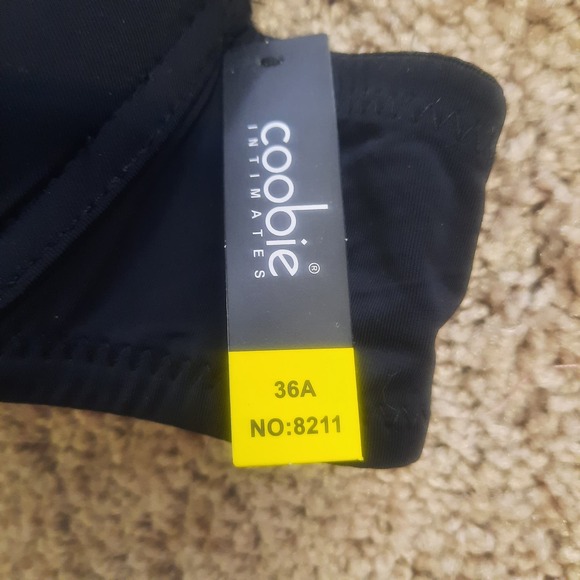 coobie®
INTIMATES
36A
NO:8211